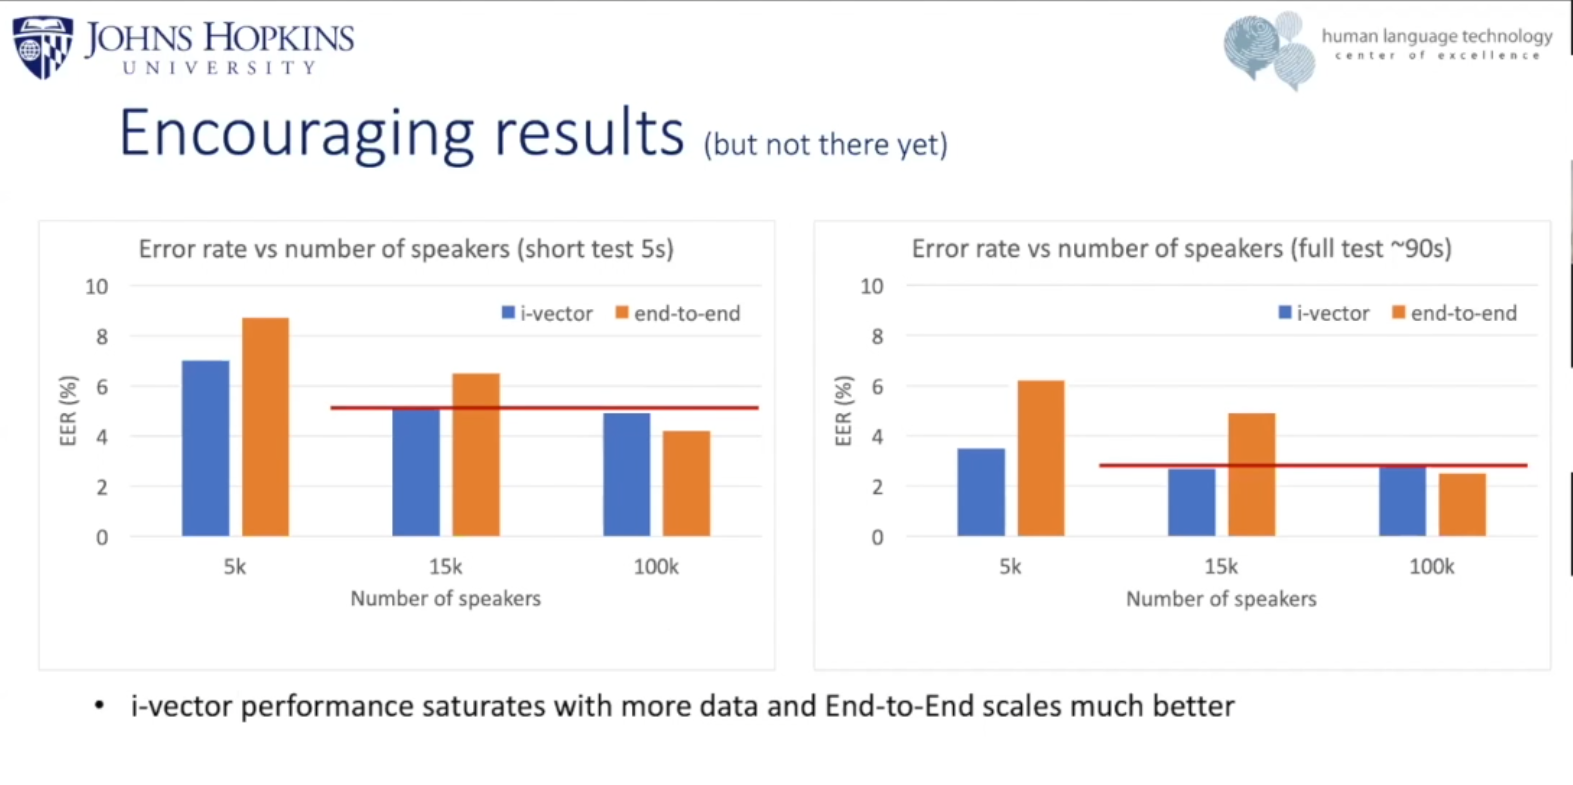 JOHNS HOPKINS
UNIVERSITY
human language technology
center of excellence
Encouraging results (but not there yet)
Error rate vs number of speakers (short test 5s)
i-vector end-to-end
10
8
6
4
2
0
EER (%)
5k 15k 100k
Number of speakers
Error rate vs number of speakers (full test ~90s)
i-vector end-to-end
10
8
6
4
2
0
EER (%)
5k 15k 100k
Number of speakers
• i-vector performance saturates with more data and End-to-End scales much better